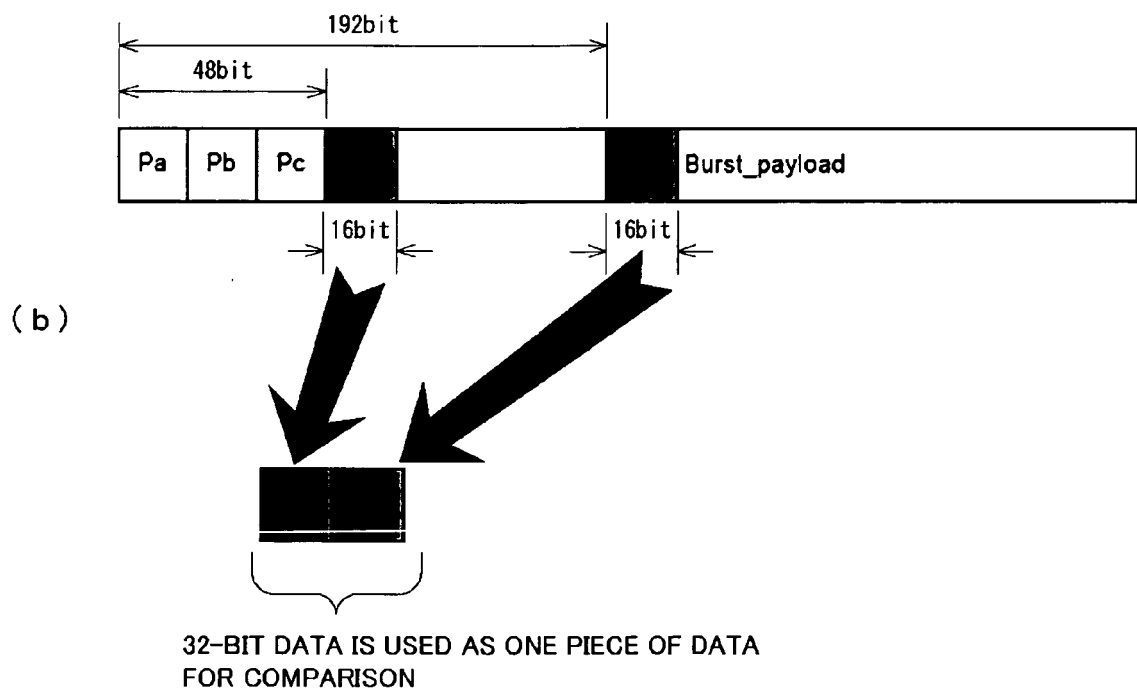 192bit
48bit
Pa Pb Pc Burst_payload
16bit 16bit
(b)
32-BIT DATA IS USED AS ONE PIECE OF DATA
FOR COMPARISON